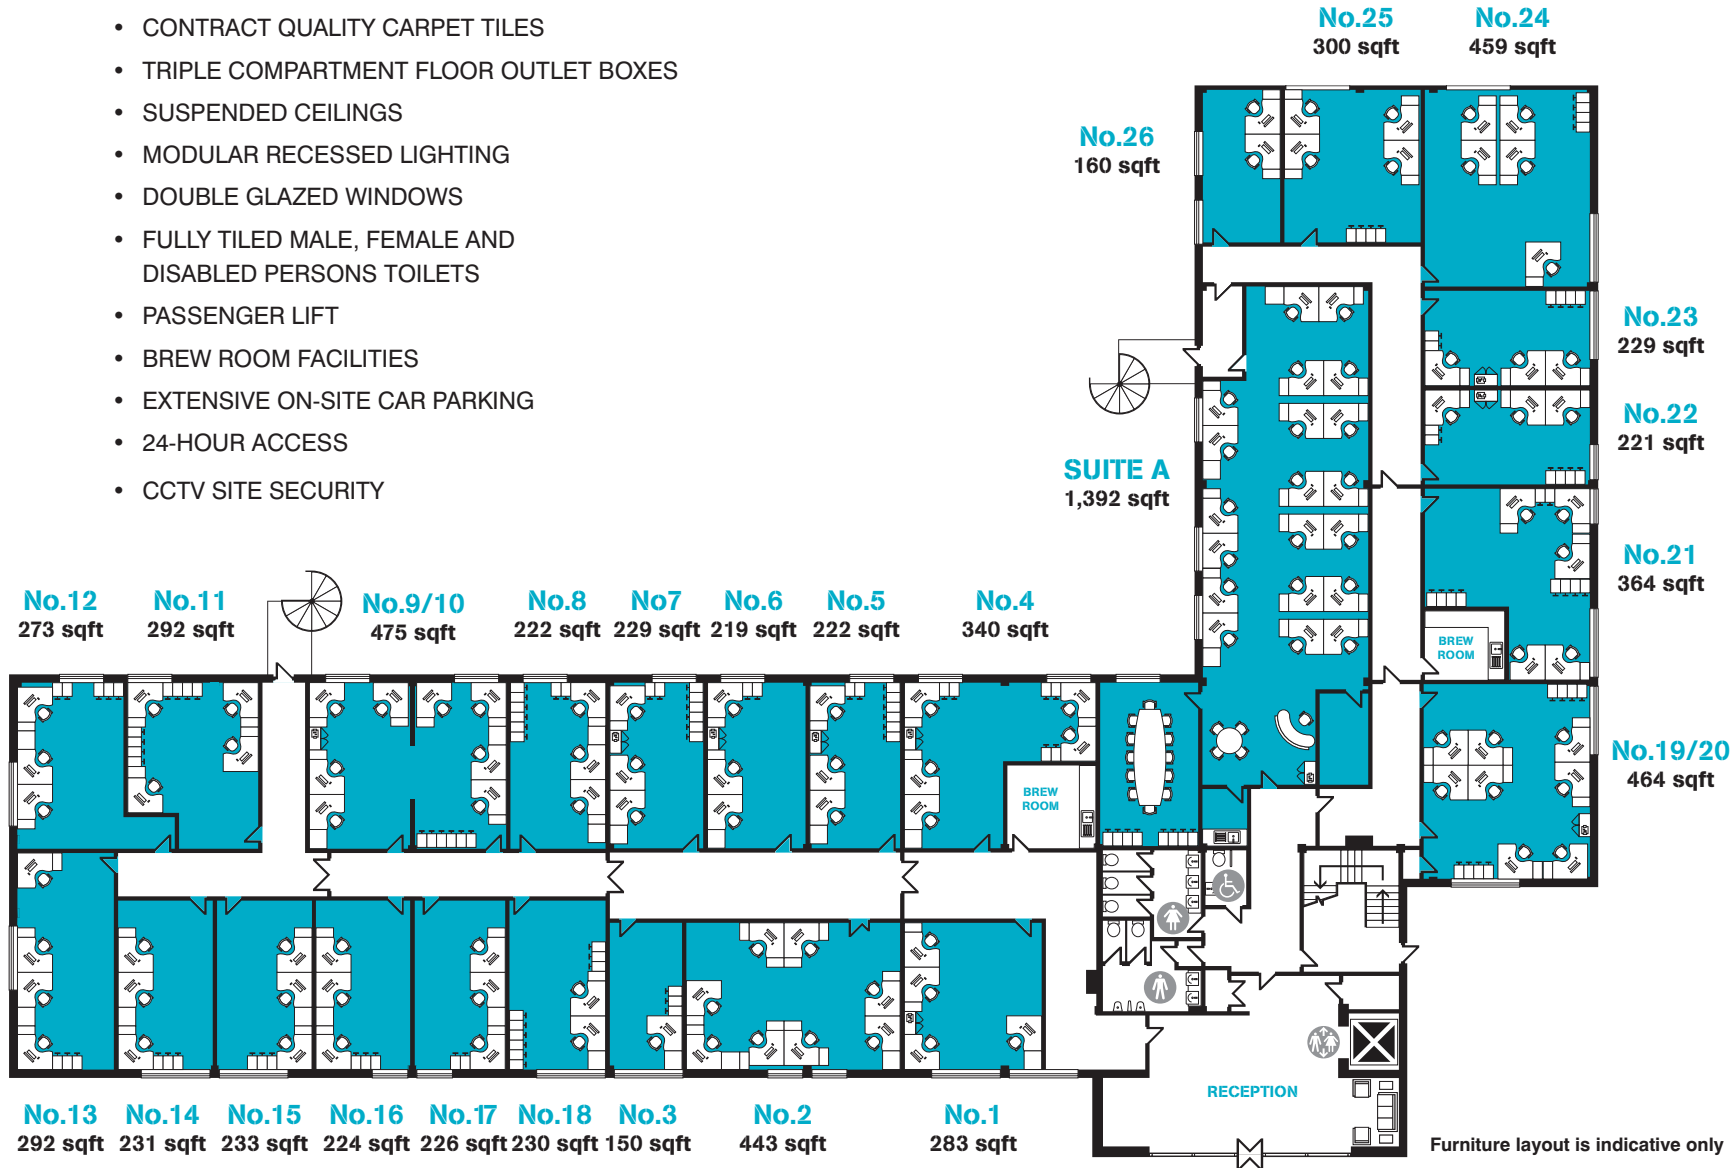 • CONTRACT QUALITY CARPET TILES
• TRIPLE COMPARTMENT FLOOR OUTLET BOXES
• SUSPENDED CEILINGS
• MODULAR RECESSED LIGHTING
• DOUBLE GLAZED WINDOWS
• FULLY TILED MALE, FEMALE AND
DISABLED PERSONS TOILETS
• PASSENGER LIFT
• BREW ROOM FACILITIES
• EXTENSIVE ON-SITE CAR PARKING
• 24-HOUR ACCESS
• CCTV SITE SECURITY
No.25
300 sqft
No.24
459 sqft
No.26
160 sqft
No.23
229 sqft
No.22
221 sqft
SUITE A
1,392 sqft
No.21
364 sqft
BREW
ROOM
No.19/20
464 sqft
No.12
273 sqft
No.11
292 sqft
No.9/10
475 sqft
No.8
222 sqft
No7
229 sqft
No.6
219 sqft
No.5
222 sqft
No.4
340 sqft
BREW
ROOM
RECEPTION
No.13
292 sqft
No.14
231 sqft
No.15
233 sqft
No.16
224 sqft
No.17
226 sqft
No.18
230 sqft
No.3
150 sqft
No.2
443 sqft
No.1
283 sqft
Furniture layout is indicative only